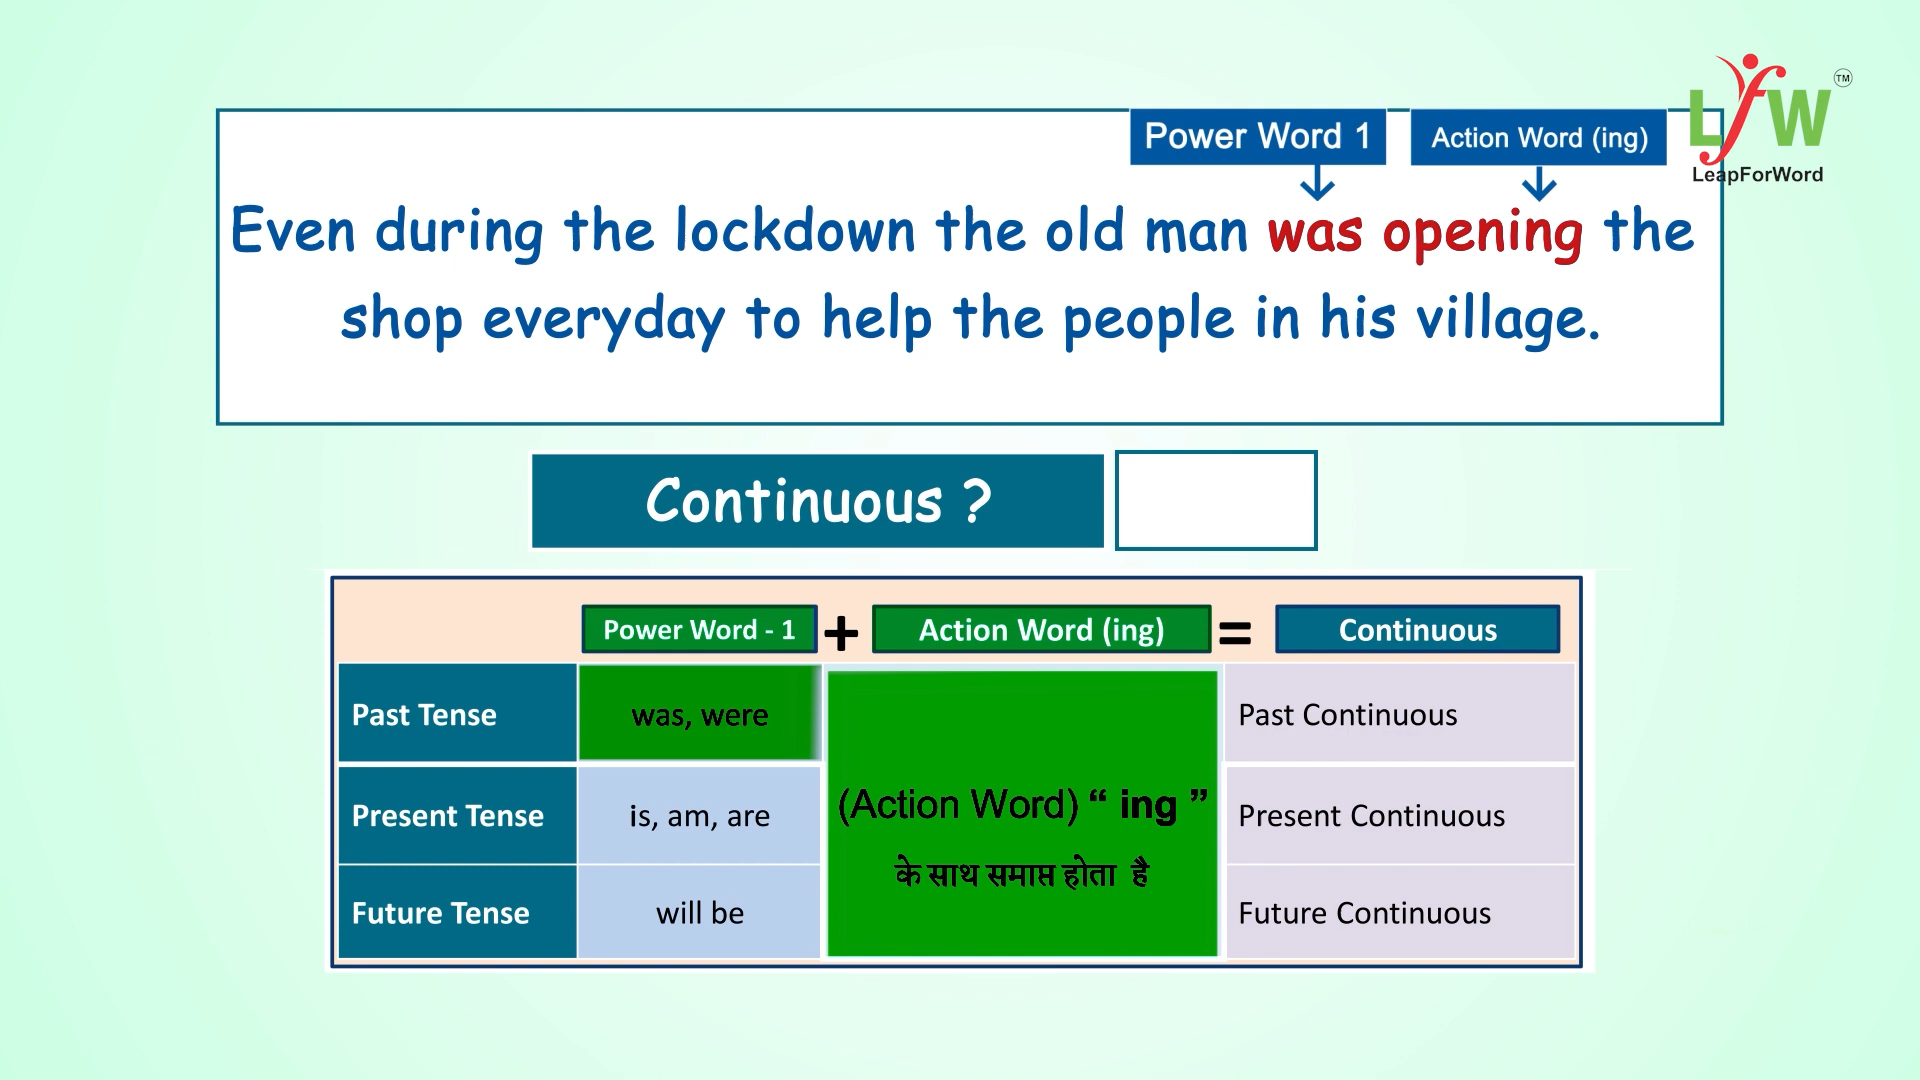 Power Word 1 Action Word (ing)
LfW TM
LeapForWord
Even during the lockdown the old man was opening the
shop everyday to help the people in his village.
Continuous ?
Power Word - 1 + Action Word (ing) = Continuous
Past Tense was, were Past Continuous
(Action Word) “ ing ”
Present Tense is, am, are Present Continuous
के साथ समाप्त होता है
Future Tense will be Future Continuous